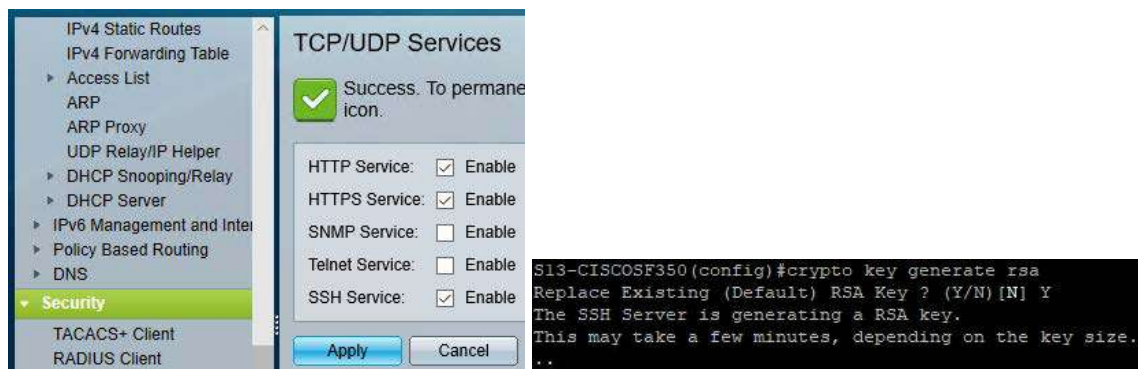 IPv4 Static Routes
IPv4 Forwarding Table
Access List
ARP
ARP Proxy
UDP Relay/IP Helper
DHCP Snooping/Relay
DHCP Server
IPv6 Management and Inter
Policy Based Routing
DNS
Security
TACACS+ Client
RADIUS Client
TCP/UDP Services
Success. To permane
icon.
HTTP Service: Enable
HTTPS Service: Enable
SNMP Service: Enable
Telnet Service: Enable
SSH Service: Enable
Apply Cancel
S13-CISCOSF350(config)#crypto key generate rsa
Replace Existing (Default) RSA Key ? (Y/N)[N] Y
The SSH Server is generating a RSA key.
This may take a few minutes, depending on the key size.
..